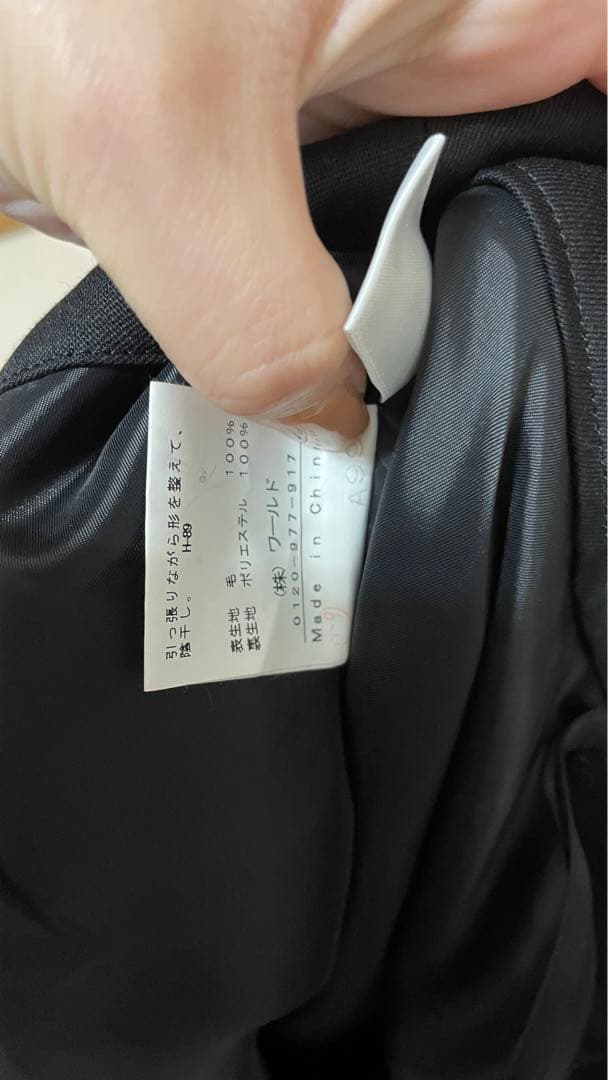 引っ張りながら形を整えて、
陰干し。 H-89
表生地 毛 100%
裏生地 ポリエステル 100%
(株) ワールド
0120-977-917
Made in Chin